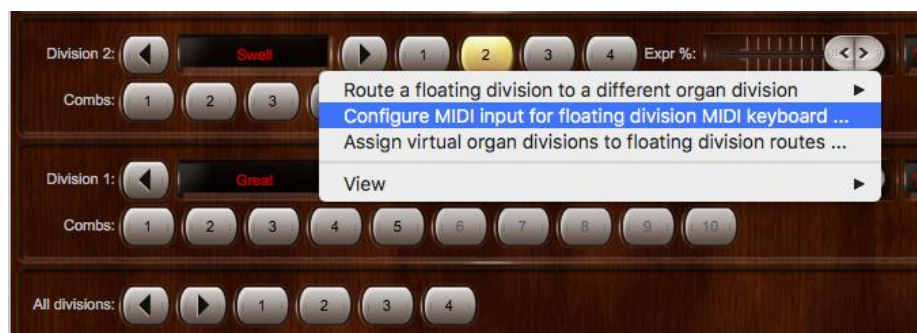 Division 2: Swell 1 2 3 4 Expr %:
Combs: 1 2 3
Route a floating division to a different organ division
Configure MIDI input for floating division MIDI keyboard ...
Assign virtual organ divisions to floating division routes ...
View
Division 1: Great
Combs: 1 2 3 4 5 6 7 8 9 10
All divisions: 1 2 3 4